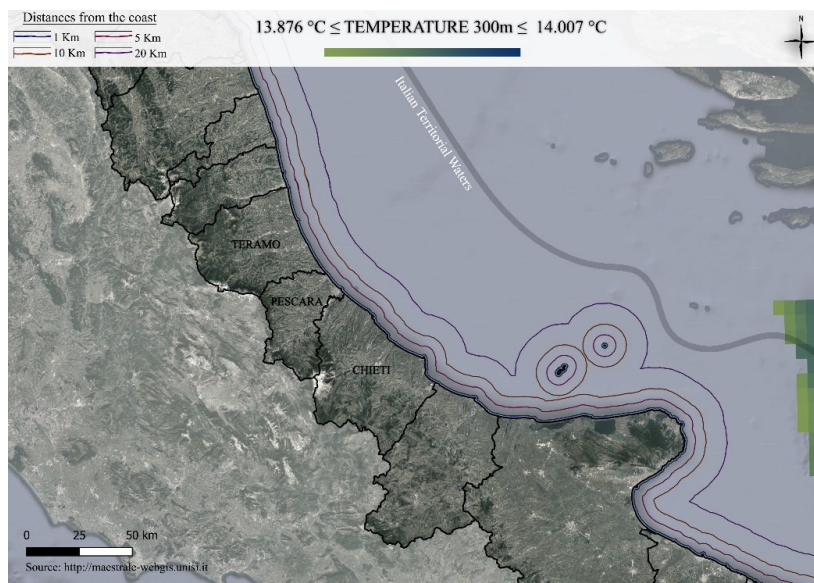 Distances from the coast
1 Km 5 Km
10 Km 20 Km
13.876 °C ≤ TEMPERATURE 300m ≤ 14.007 °C
N
Italian Territorial Waters
TERAMO
PESCARA
CHIETI
0 25 50 km
Source: http://maestrale-webgis.unisi.it